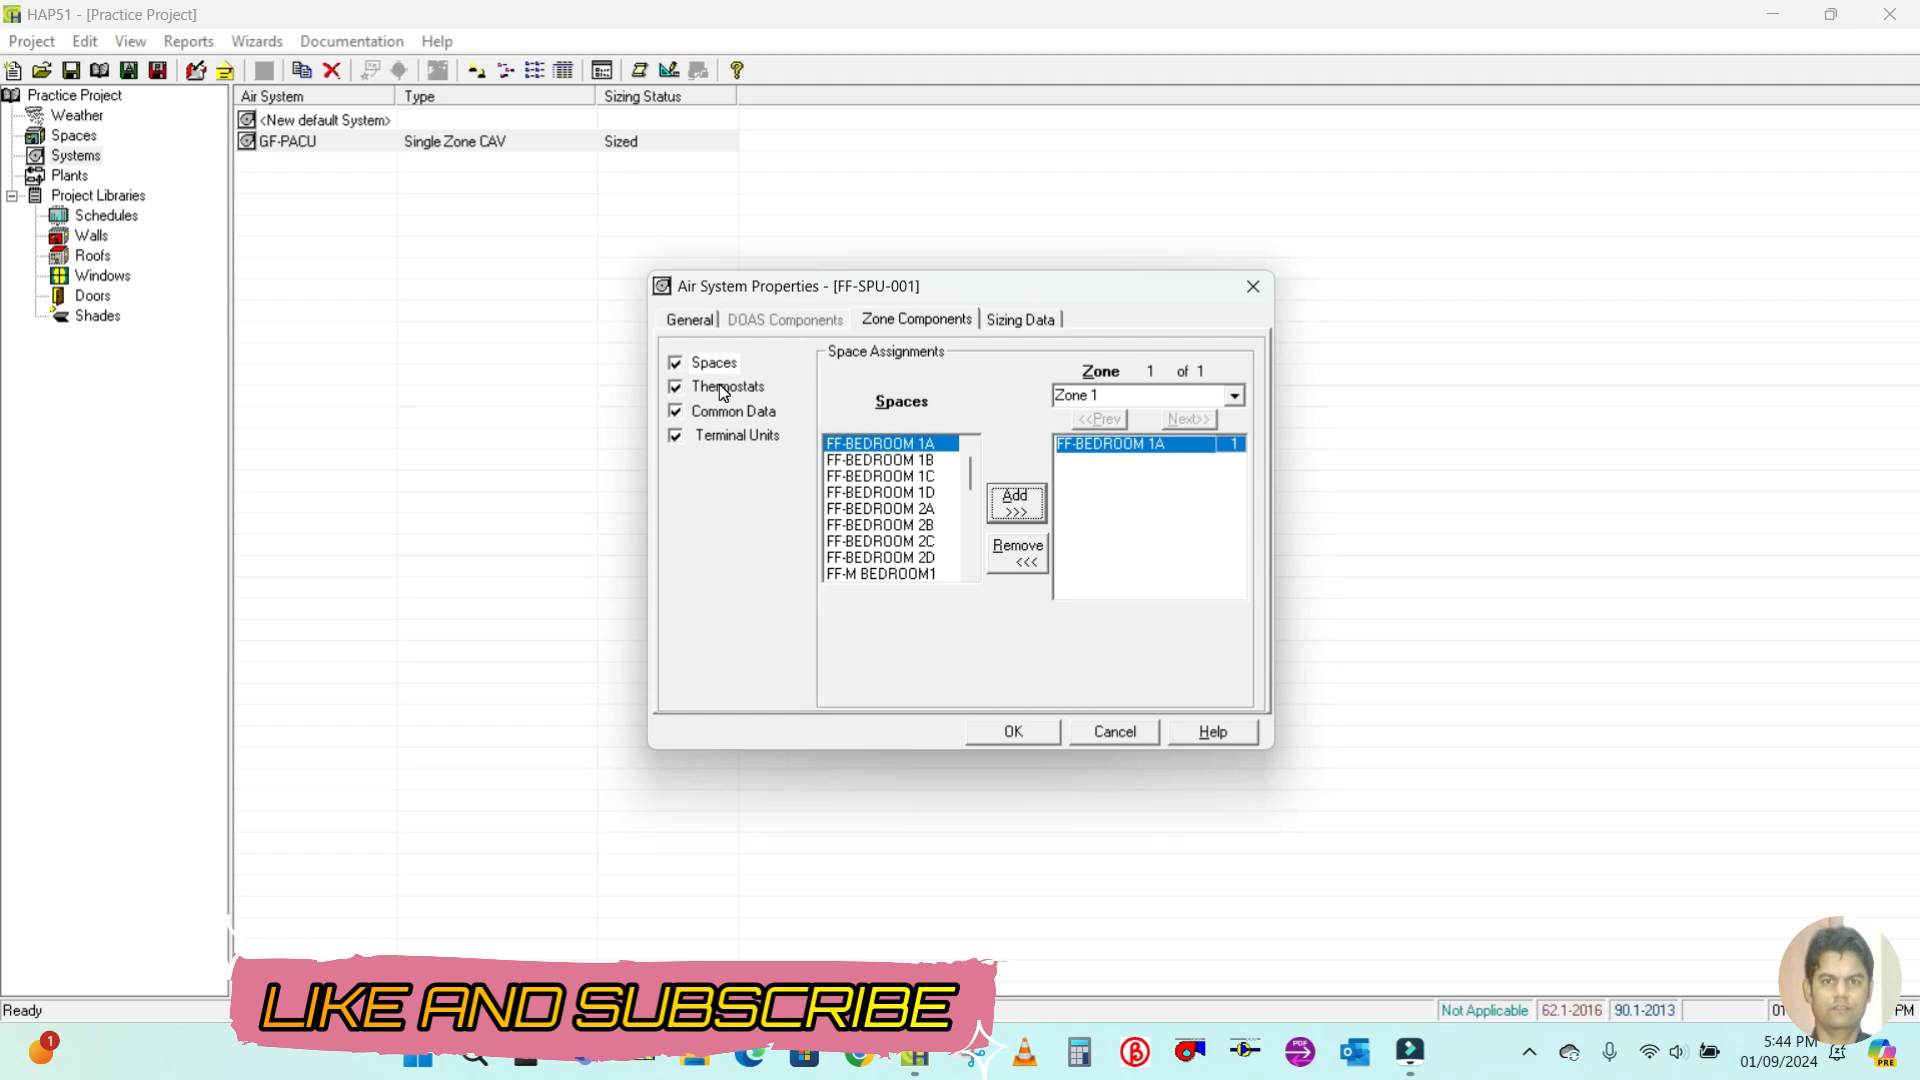 HAP51 - [Practice Project]
Project Edit View Reports Wizards Documentation Help
Practice Project
Weather
Spaces
Systems
Plants
Project Libraries
Schedules
Walls
Roofs
Windows
Doors
Shades
Air System Type Sizing Status
<New default System>
GF-PACU Single Zone CAV Sized
Air System Properties - [FF-SPU-001]
General DOAS Components Zone Components Sizing Data
Spaces
Thermostats
Common Data
Terminal Units
Space Assignments
Spaces
Zone 1 of 1
Zone 1
<<Prev Next>>
FF-BEDROOM 1A
FF-BEDROOM 1B
FF-BEDROOM 1C
FF-BEDROOM 1D
FF-BEDROOM 2A
FF-BEDROOM 2B
FF-BEDROOM 2C
FF-BEDROOM 2D
FF-M BEDROOM1
Add
>>>
Remove
<<<
FF-BEDROOM 1A 1
OK Cancel Help
LIKE AND SUBSCRIBE
Ready
Not Applicable 62.1-2016 90.1-2013
PM
1
PDF
5:44 PM
01/09/2024
PRE